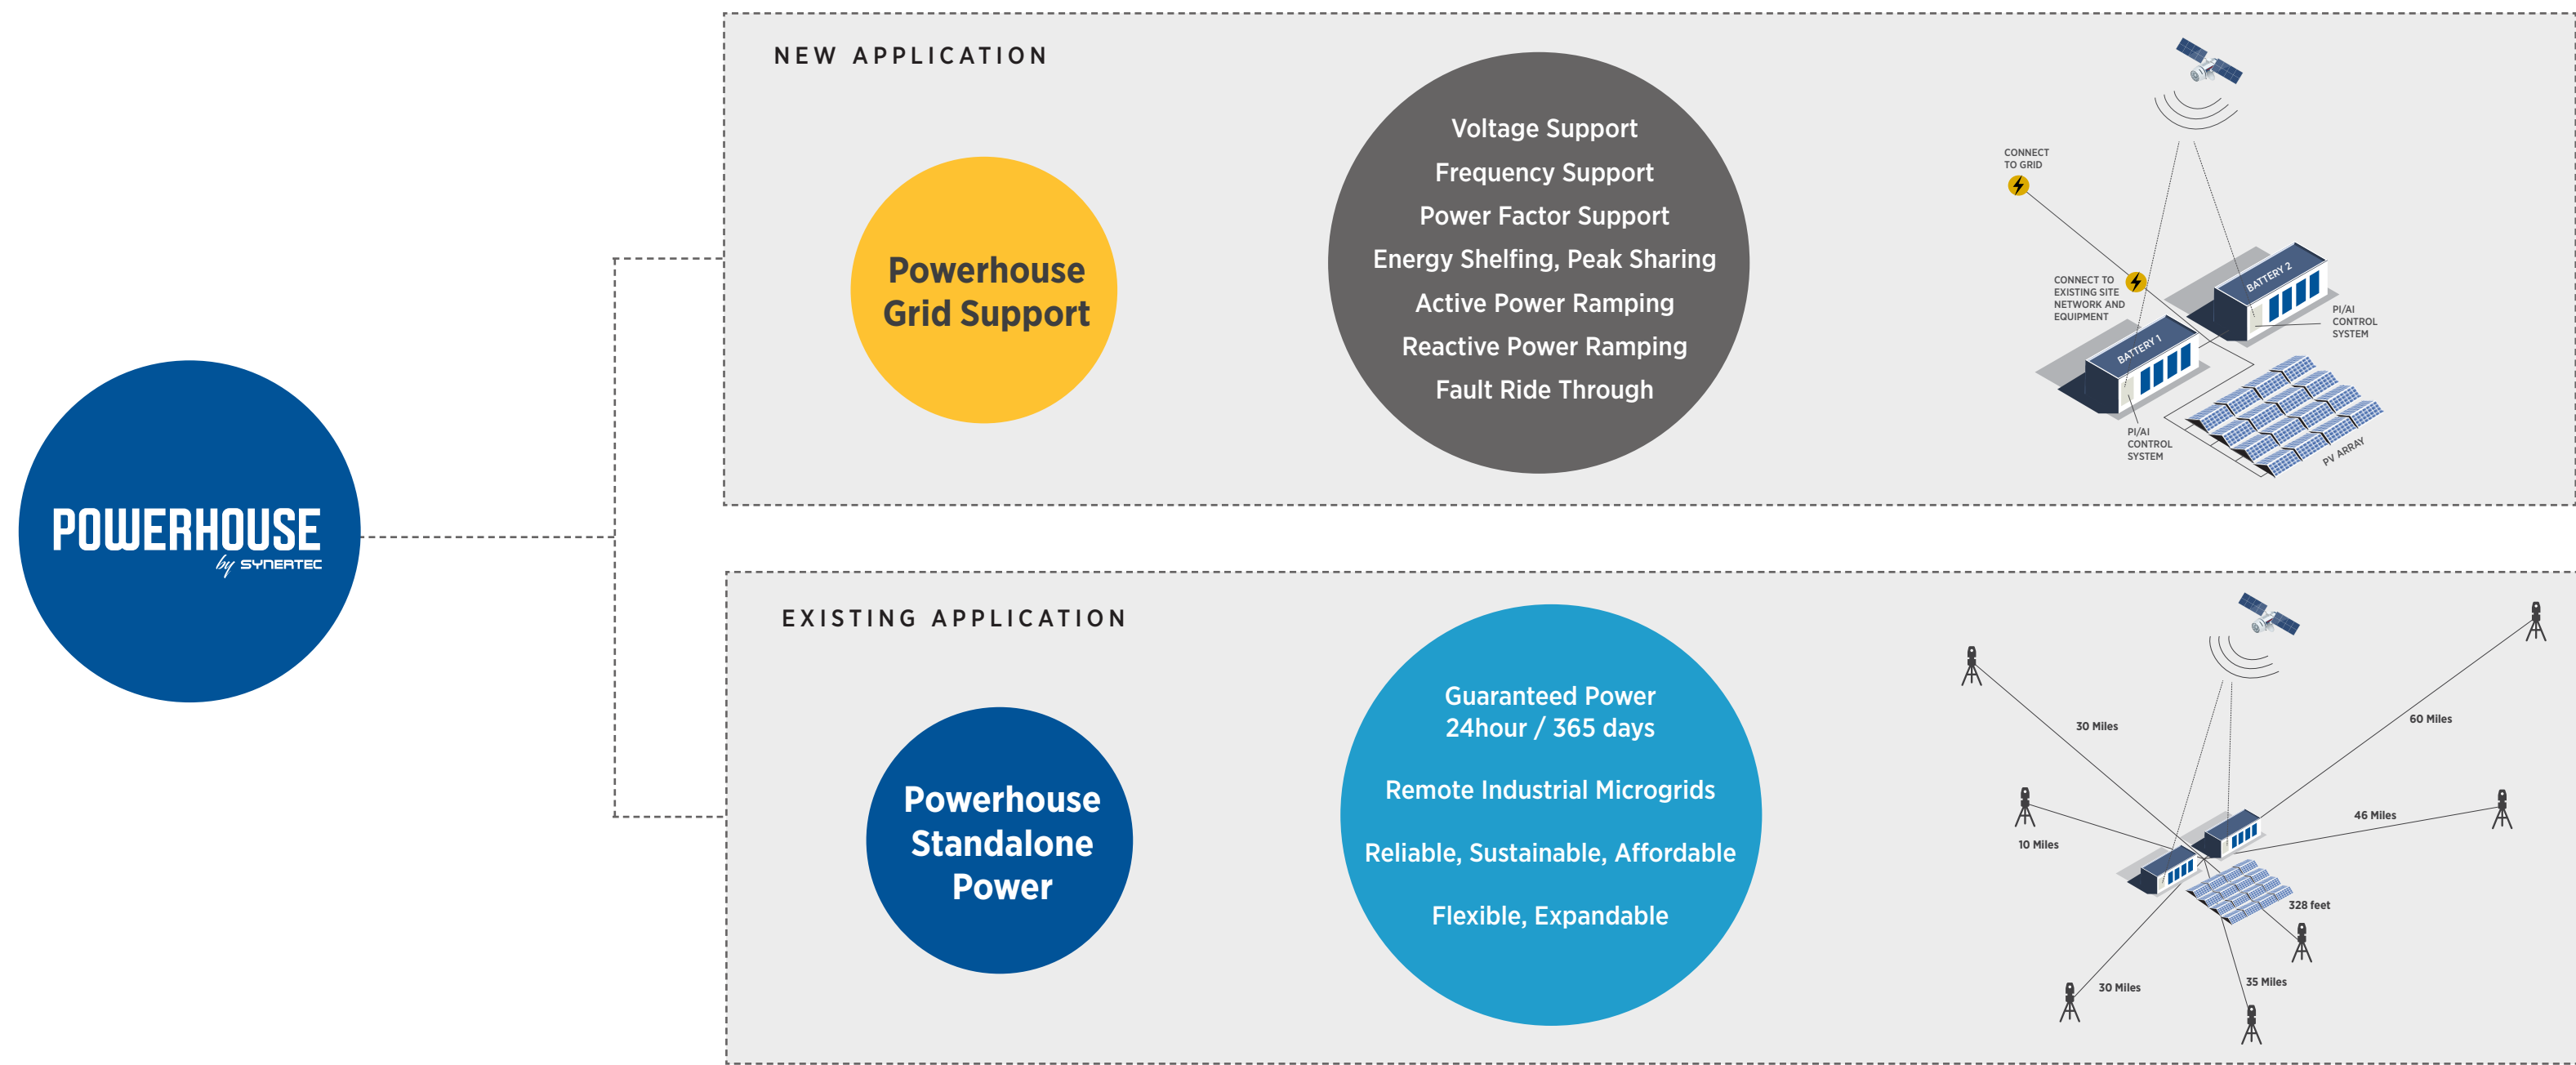 POWERHOUSE
by SYNERTEC
NEW APPLICATION
Powerhouse
Grid Support
Voltage Support
Frequency Support
Power Factor Support
Energy Shelfing, Peak Sharing
Active Power Ramping
Reactive Power Ramping
Fault Ride Through
CONNECT
TO GRID
CONNECT TO
EXISTING SITE
NETWORK AND
EQUIPMENT
BATTERY 2
BATTERY 1
PI/AI
CONTROL
SYSTEM
PI/AI
CONTROL
SYSTEM
PV ARRAY
EXISTING APPLICATION
Powerhouse
Standalone
Power
Guaranteed Power
24hour / 365 days
Remote Industrial Microgrids
Reliable, Sustainable, Affordable
Flexible, Expandable
30 Miles
60 Miles
46 Miles
10 Miles
328 feet
35 Miles
30 Miles